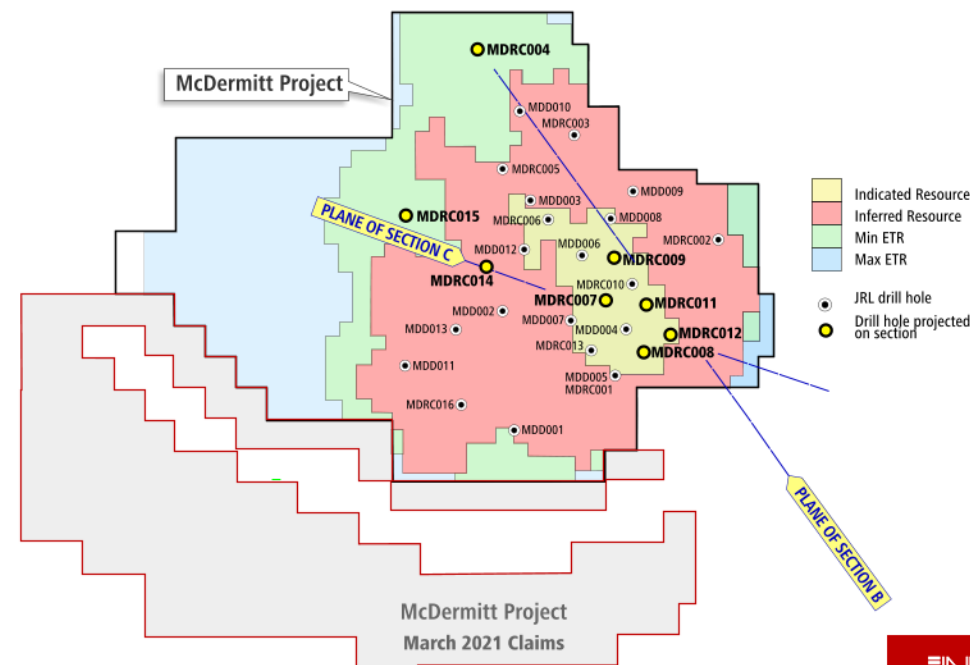 MDRC004
McDermitt Project
MDD010
MDRC003
MDRC005
MDD009
MDD003
MDRC006
MDD008
MDRC015
PLANE OF SECTION C
MDRC002
MDD012
MDD006
MDRC009
MDRC014
MDRC010
MDRC007
MDRC011
MDD002
MDD007
MDD004
MDD013
MDRC012
MDRC013
MDRC008
MDD011
MDD005
MDRC001
MDRC016
MDD001
Indicated Resource
Inferred Resource
Min ETR
Max ETR
JRL drill hole
Drill hole projected
on section
PLANE OF SECTION B
McDermitt Project
March 2021 Claims